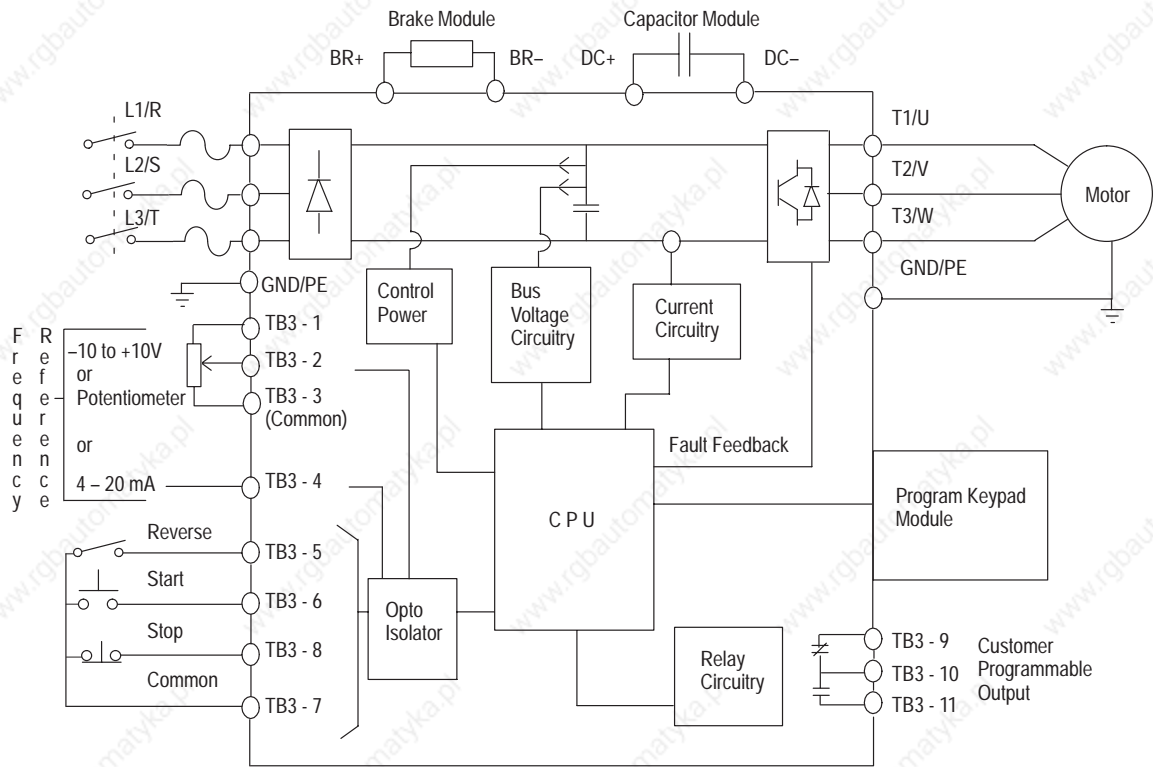 Brake Module
Capacitor Module
BR+
BR–
DC+
DC–
L1/R
L2/S
L3/T
T1/U
T2/V
T3/W
GND/PE
Motor
GND/PE
Control
Power
Bus
Voltage
Circuitry
Current
Circuitry
Frequency
Reference
–10 to +10V
or
Potentiometer
or
4 – 20 mA
TB3 - 1
TB3 - 2
TB3 - 3
(Common)
TB3 - 4
Reverse
TB3 - 5
Start
TB3 - 6
Stop
TB3 - 8
Common
TB3 - 7
Opto
Isolator
C P U
Fault Feedback
Program Keypad
Module
Relay
Circuitry
TB3 - 9
TB3 - 10
TB3 - 11
Customer
Programmable
Output
www.rgbautomatyka.pl